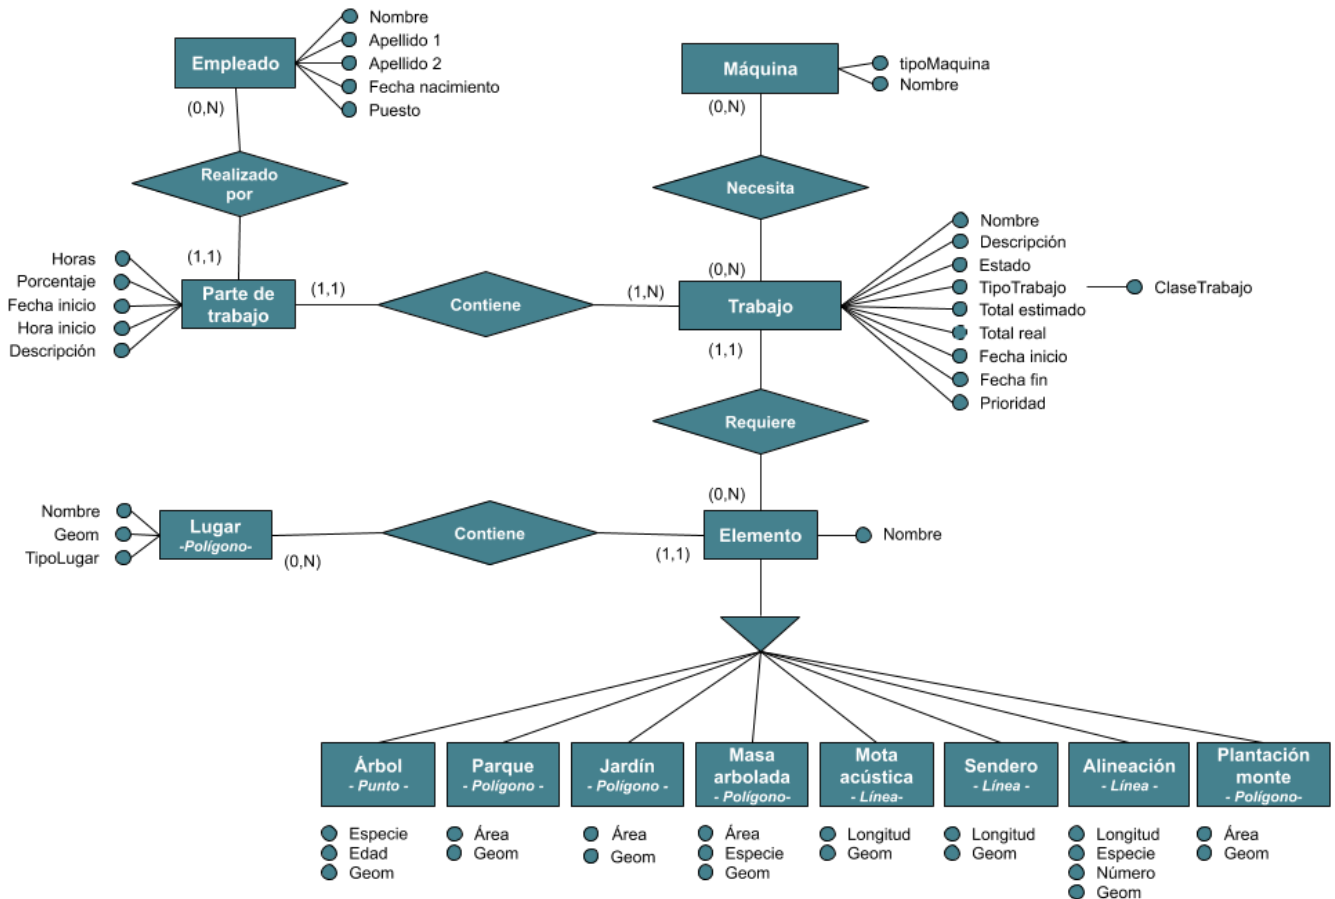 Nombre
Apellido 1
Apellido 2
Fecha nacimiento
Puesto
Empleado
(0,N)
Realizado
por
(1,1)
Máquina
tipoMaquina
Nombre
(0,N)
Necesita
(0,N)
Horas
Porcentaje
Fecha inicio
Hora inicio
Descripción
Parte de
trabajo
(1,1)
Contiene
(1,N)
Trabajo
(1,1)
Nombre
Descripción
Estado
TipoTrabajo
ClaseTrabajo
Total estimado
Total real
Fecha inicio
Fecha fin
Prioridad
Requiere
(0,N)
Nombre
Geom
TipoLugar
Lugar
-Polígono-
(0,N)
Contiene
(1,1)
Elemento
Nombre
Árbol
- Punto -
Especie
Edad
Geom
Parque
- Polígono -
Área
Geom
Jardín
- Polígono -
Área
Geom
Masa
arbolada
- Polígono-
Área
Especie
Geom
Mota
acústica
- Línea-
Longitud
Geom
Sendero
- Línea -
Longitud
Geom
Alineación
- Línea -
Longitud
Especie
Número
Geom
Plantación
monte
- Polígono-
Área
Geom